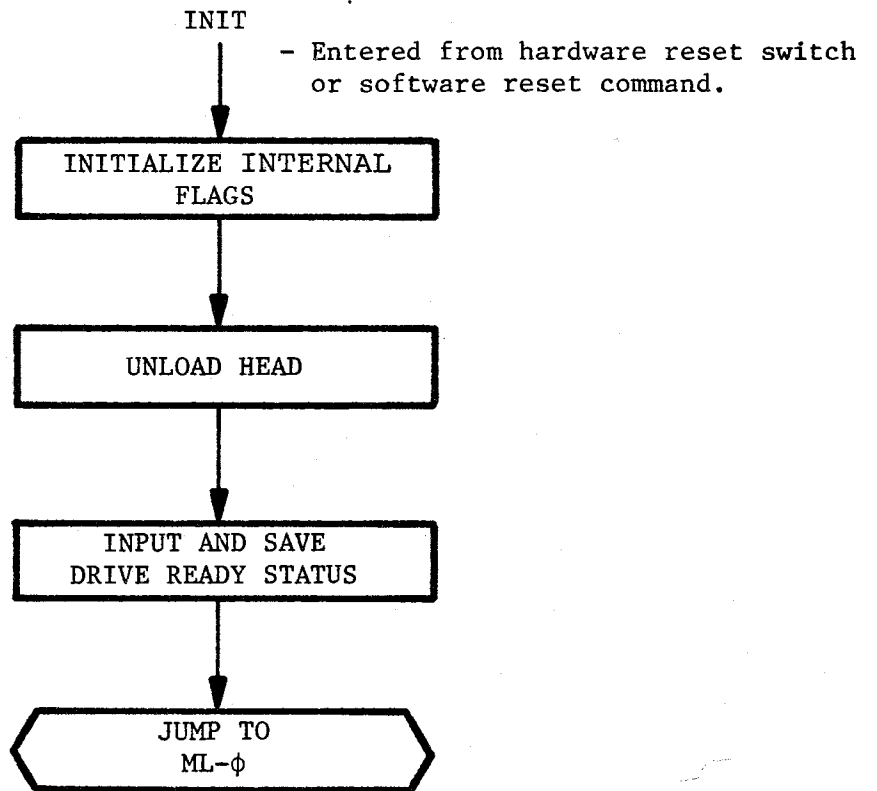 INIT
- Entered from hardware reset switch
or software reset command.
INITIALIZE INTERNAL
FLAGS
UNLOAD HEAD
INPUT AND SAVE
DRIVE READY STATUS
JUMP TO
ML-ϕ